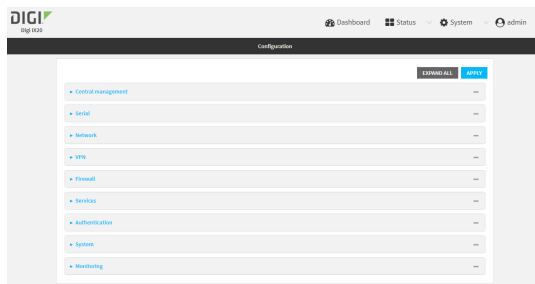 DIGI
Digi IX20
Dashboard
Status
System
admin
Configuration
EXPAND ALL
APPLY
Central management
Serial
Network
VPN
Firewall
Services
Authentication
System
Monitoring